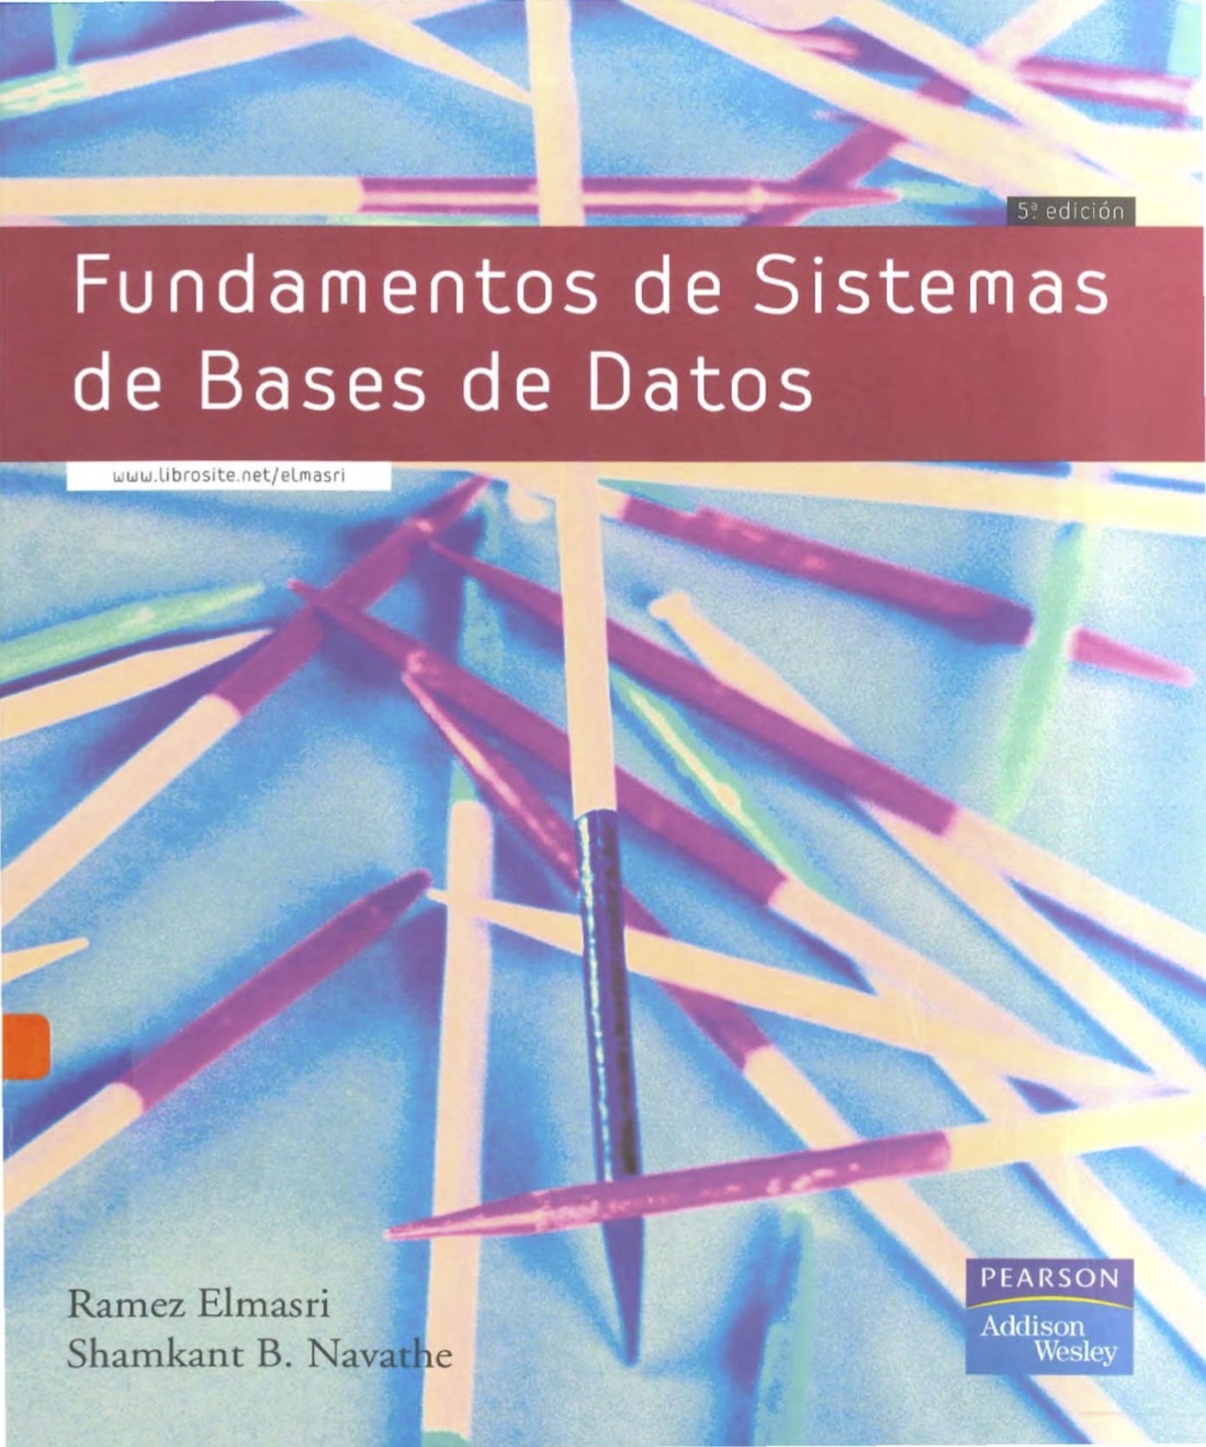 5ª edición
Fundamentos de Sistemas
de Bases de Datos
www.librosite.net/elmasri
Ramez Elmasri
Shamkant B. Navathe
PEARSON
Addison
Wesley